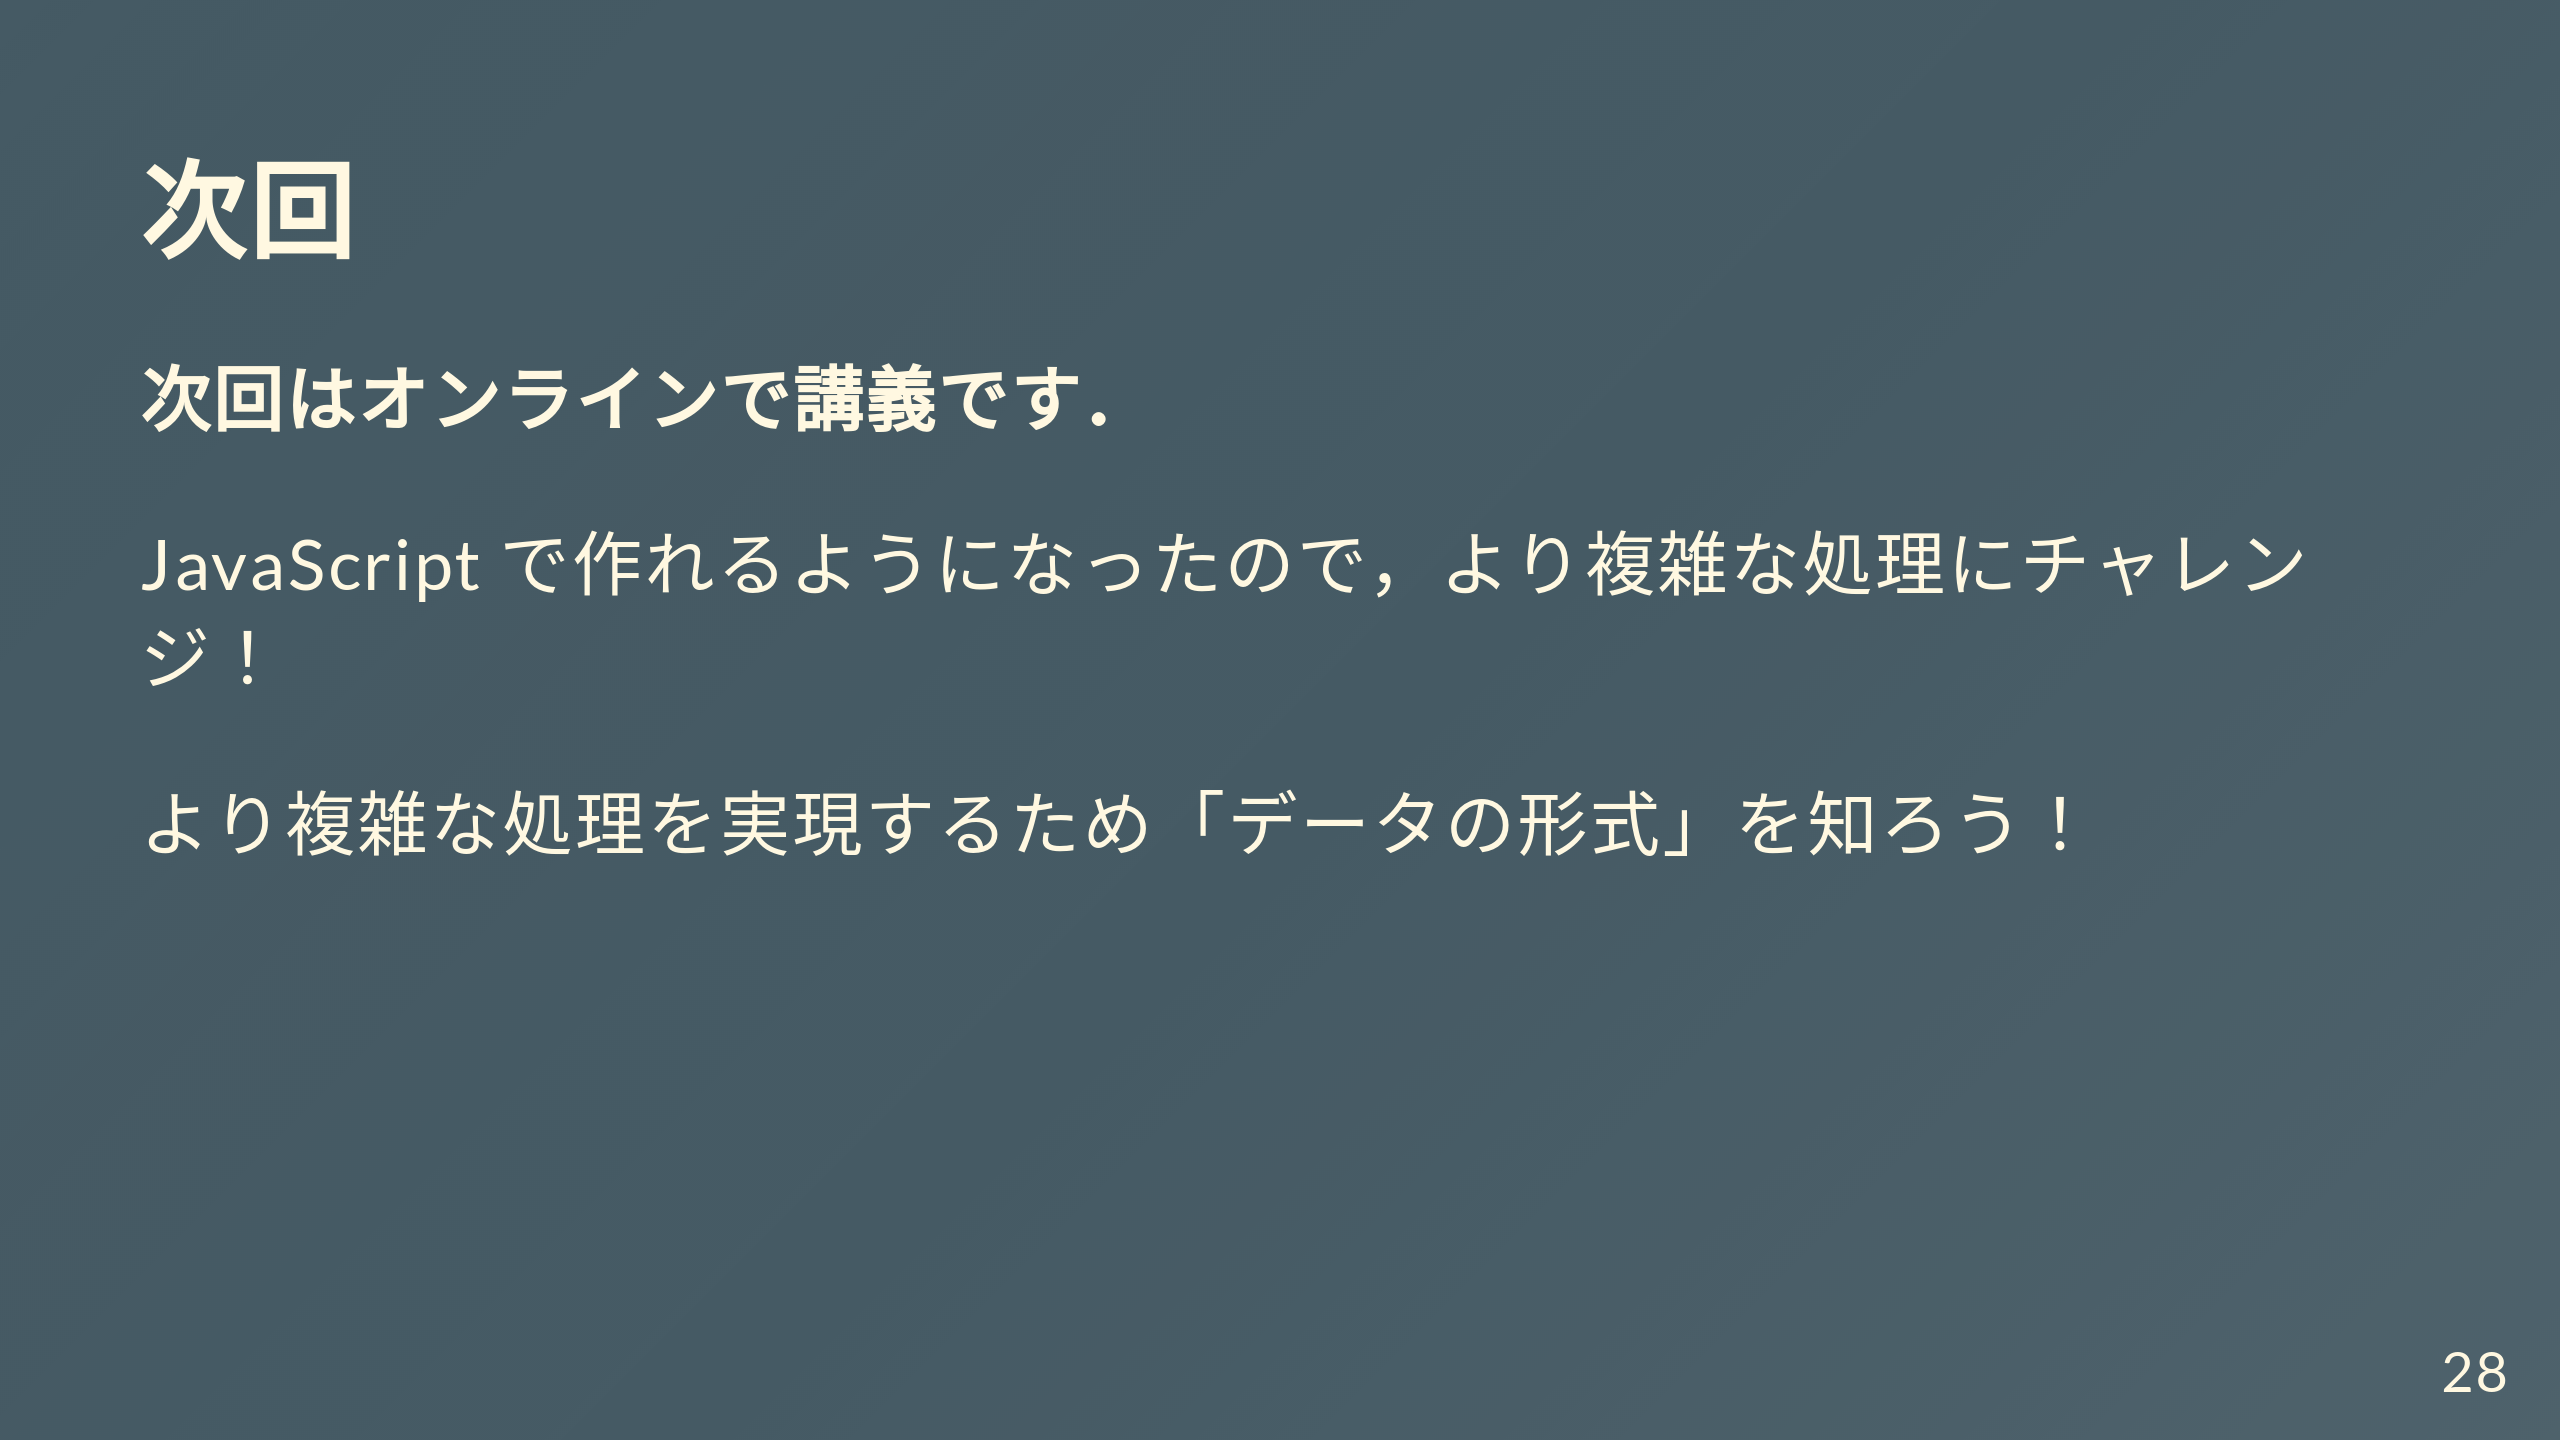 次回
次回はオンラインで講義です．
JavaScript で作れるようになったので，より複雑な処理にチャレン
ジ！
より複雑な処理を実現するため「データの形式」を知ろう！
28